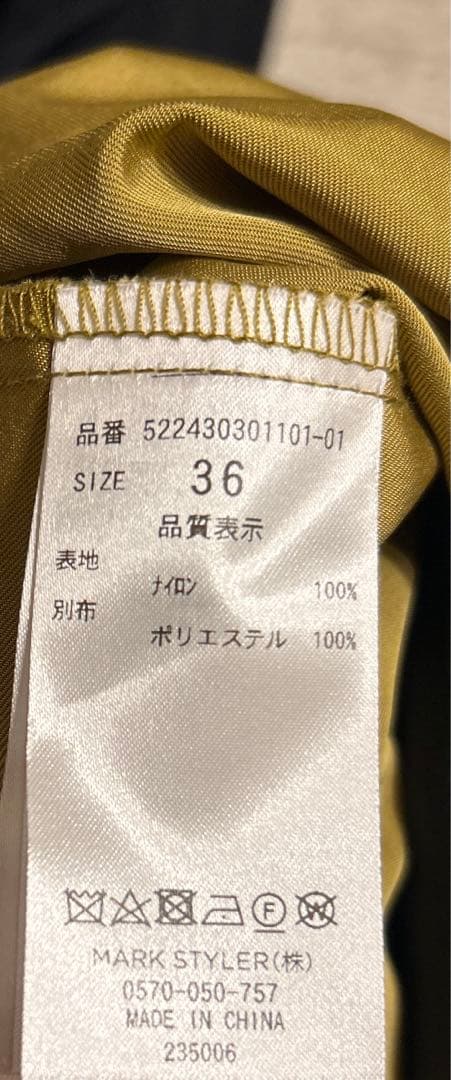 品番 522430301101-01
SIZE 36
品質表示
表地 ナイロン 100%
別布 ポリエステル 100%
F W
MARK STYLER(株)
0570-050-757
MADE IN CHINA
235006